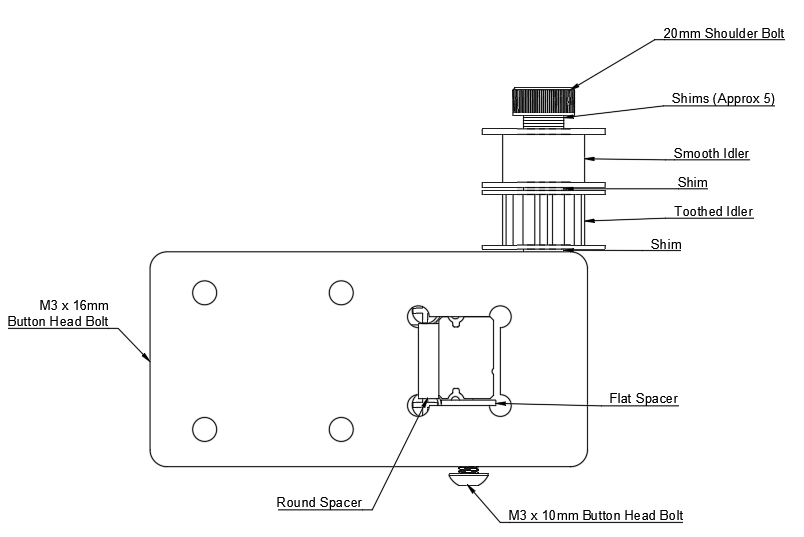 20mm Shoulder Bolt
Shims (Approx 5)
Smooth Idler
Shim
Toothed Idler
Shim
M3 x 16mm
Button Head Bolt
Flat Spacer
Round Spacer
M3 x 10mm Button Head Bolt